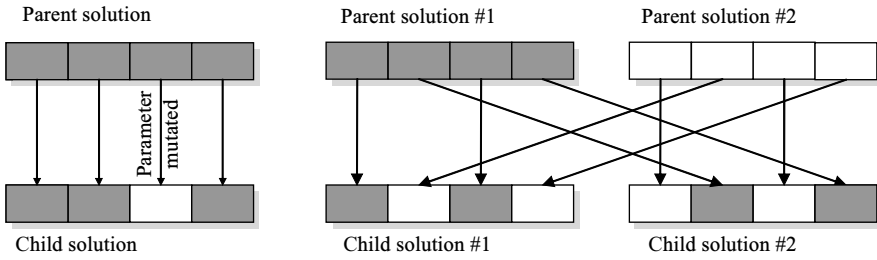 Parent solution
Parent solution #1
Parent solution #2
Parameter
mutated
Child solution
Child solution #1
Child solution #2